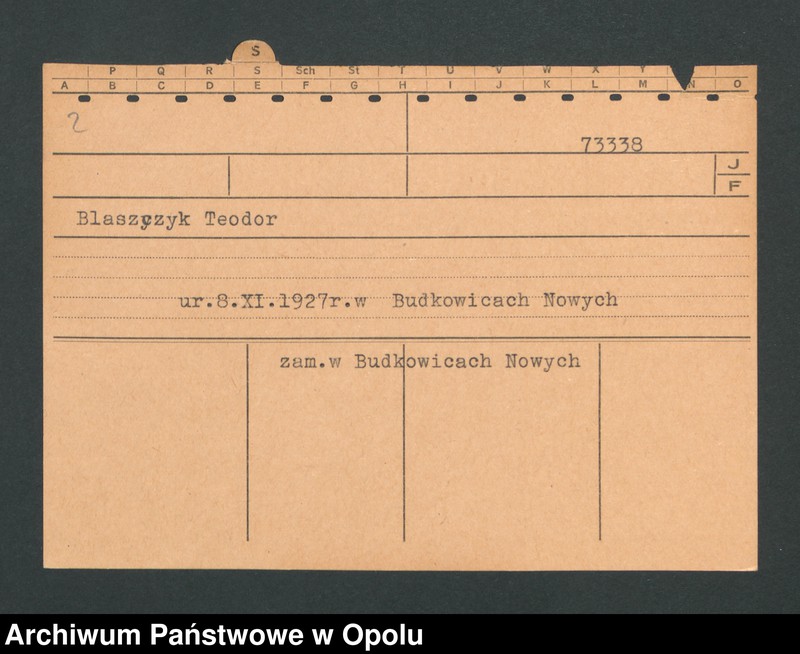 S
P Q R S Sch St T U V W X Y
A B C D E F G H I J K L M N O
2
73338
J
F
Blaszczyk Teodor
ur.8.XI.1927r.w Budkowicach Nowych
zam.w Budkowicach Nowych
Archiwum Państwowe w Opolu